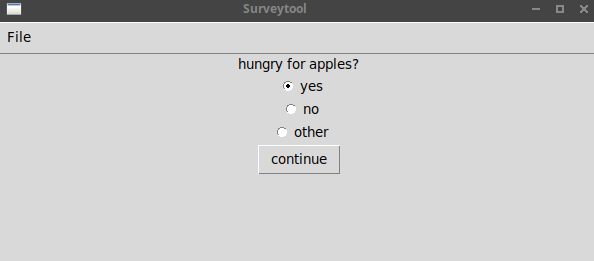 Surveytool
File
hungry for apples?
yes
no
other
continue